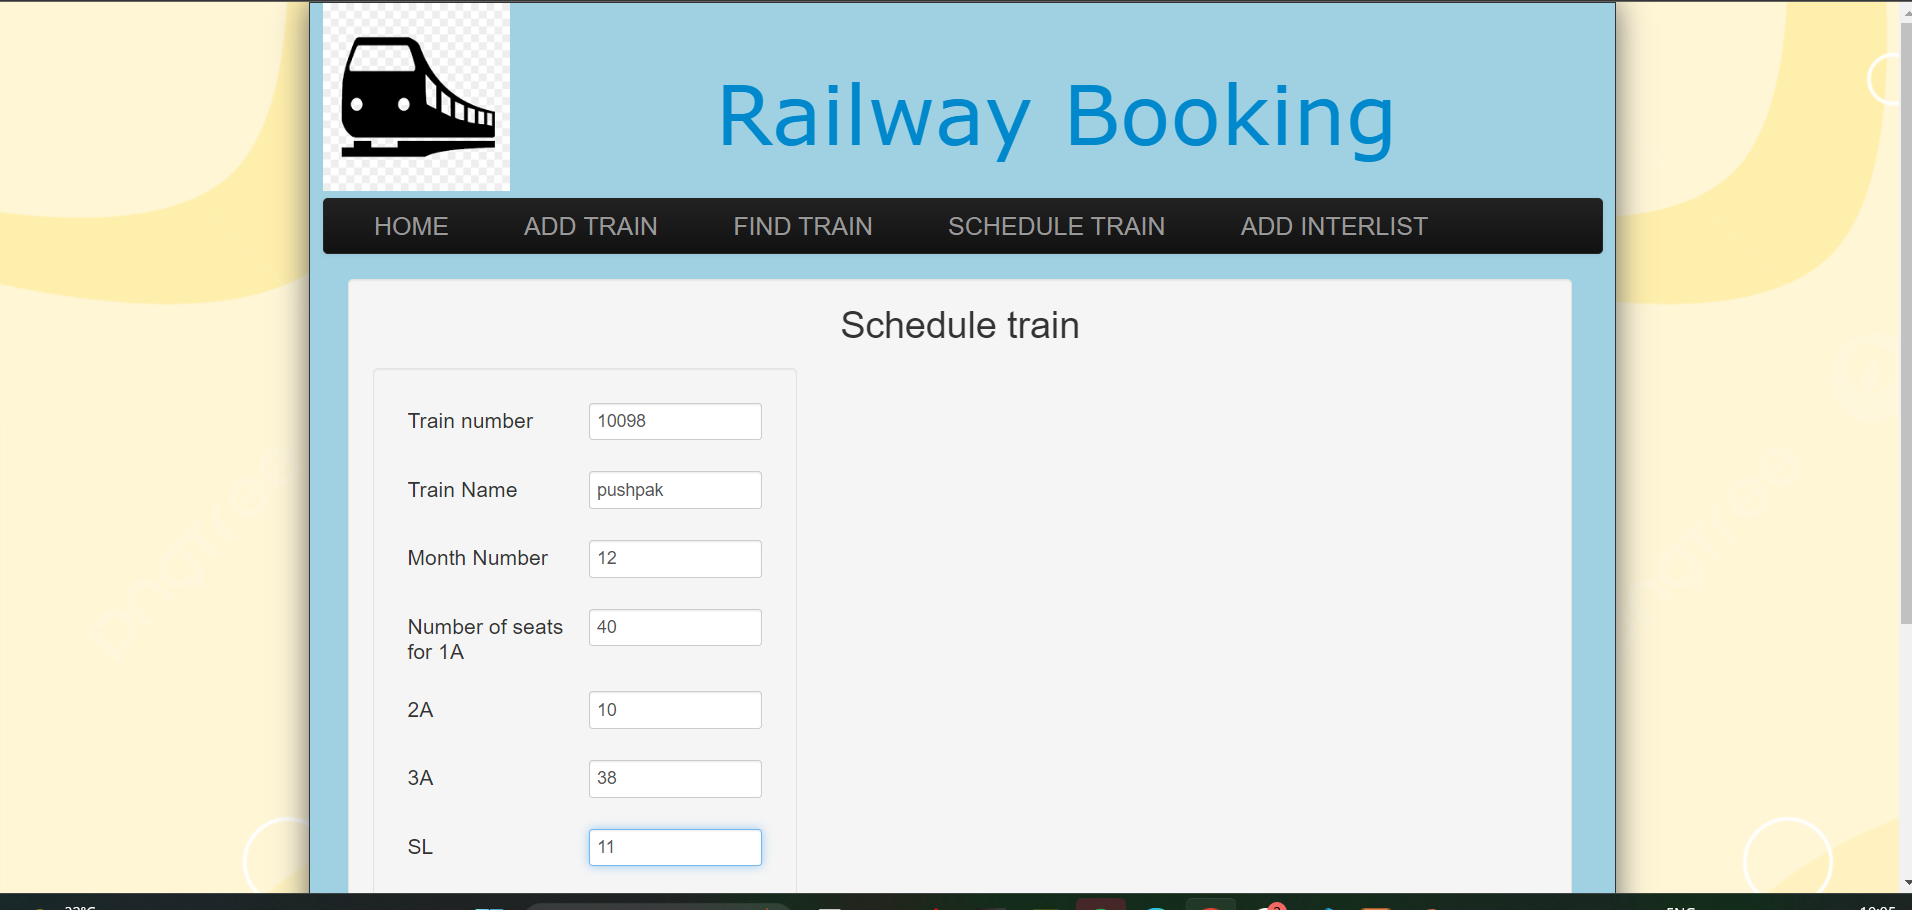 Railway Booking
HOME ADD TRAIN FIND TRAIN SCHEDULE TRAIN ADD INTERLIST
Schedule train
Train number 10098
Train Name pushpak
Month Number 12
Number of seats 40
for 1A
2A 10
3A 38
SL 11